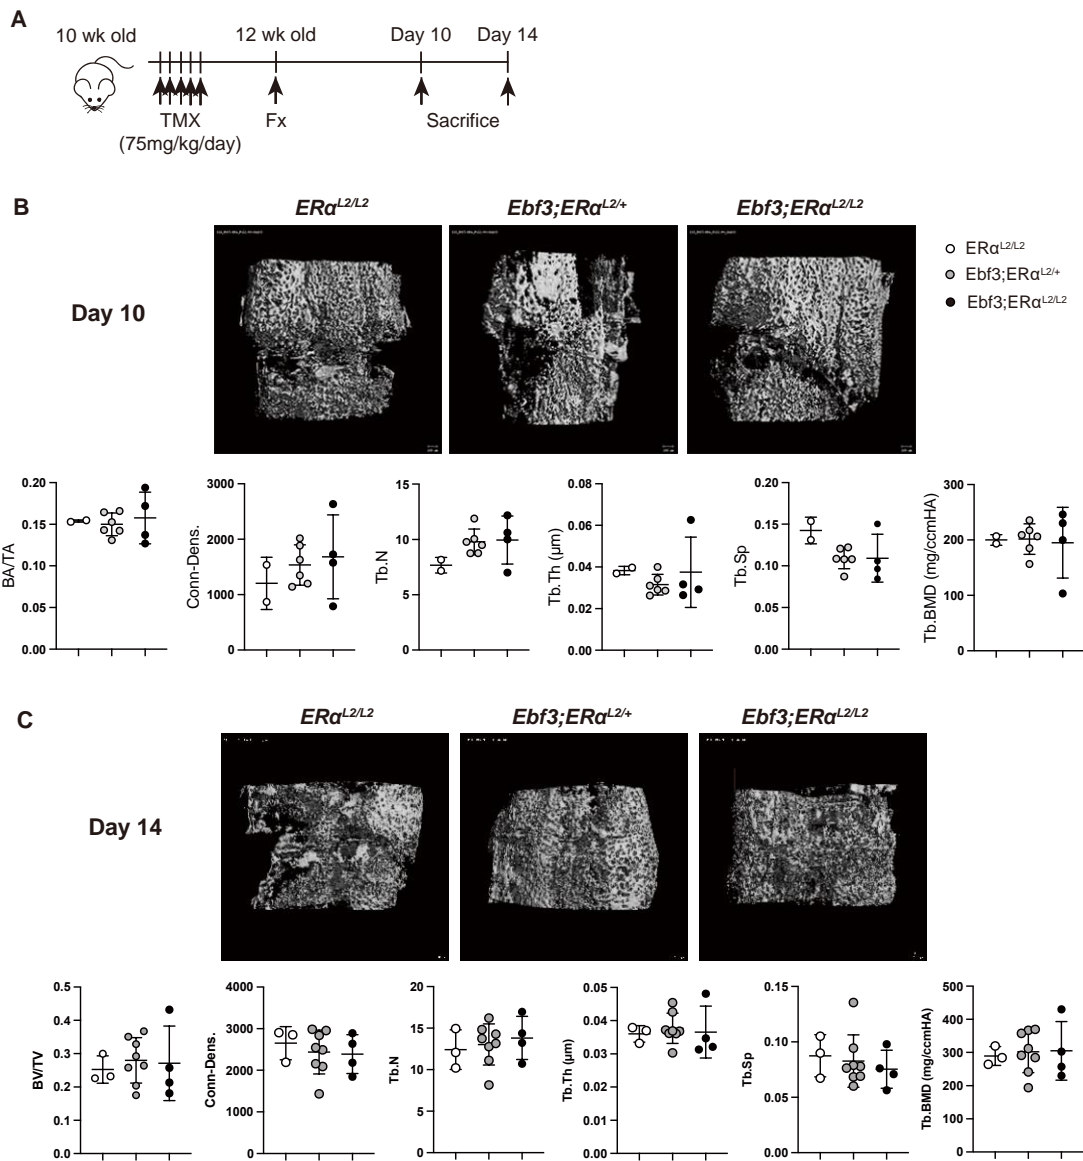 A
10 wk old
12 wk old
Day 10
Day 14
TMX
(75mg/kg/day)
Fx
Sacrifice
B
ERα^L2/L2
Ebf3;ERα^L2/+
Ebf3;ERα^L2/L2
ERα^L2/L2
Ebf3;ERα^L2/+
Ebf3;ERα^L2/L2
Day 10
BA/TA
0.20
0.15
0.10
0.05
0.00
Conn-Dens.
3000
2000
1000
0
Tb.N
15
10
5
0
Tb.Th (μm)
0.08
0.06
0.04
0.02
0.00
Tb.Sp
0.20
0.15
0.10
0.05
0.00
Tb.BMD (mg/ccmHA)
300
200
100
0
C
ERα^L2/L2
Ebf3;ERα^L2/+
Ebf3;ERα^L2/L2
Day 14
BV/TV
0.5
0.4
0.3
0.2
0.1
0.0
Conn-Dens.
4000
3000
2000
1000
0
Tb.N
20
15
10
5
0
Tb.Th (μm)
0.05
0.04
0.03
0.02
0.01
0.00
Tb.Sp
0.15
0.10
0.05
0.00
Tb.BMD (mg/ccmHA)
500
400
300
200
100
0